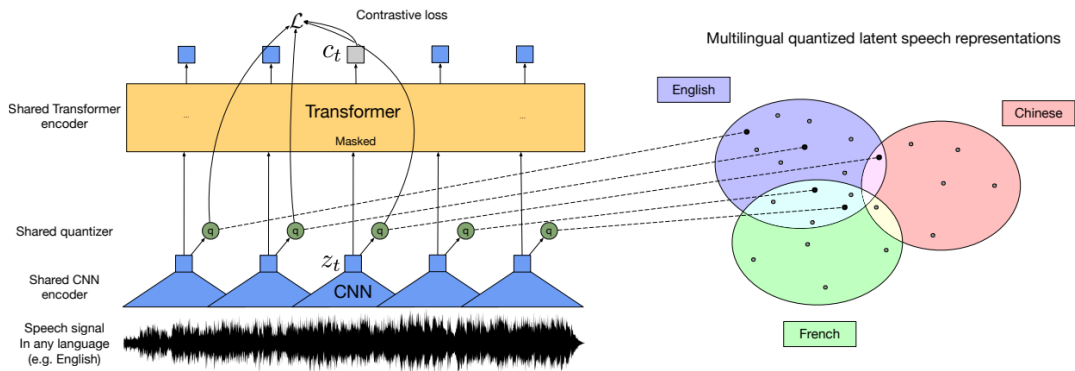 Contrastive loss
ℒ
c_t
Multilingual quantized latent speech representations
English
Chinese
Shared Transformer
encoder
...
Transformer
...
Masked
Shared quantizer
q
q
q
q
q
z_t
Shared CNN
encoder
CNN
Speech signal
In any language
(e.g. English)
French